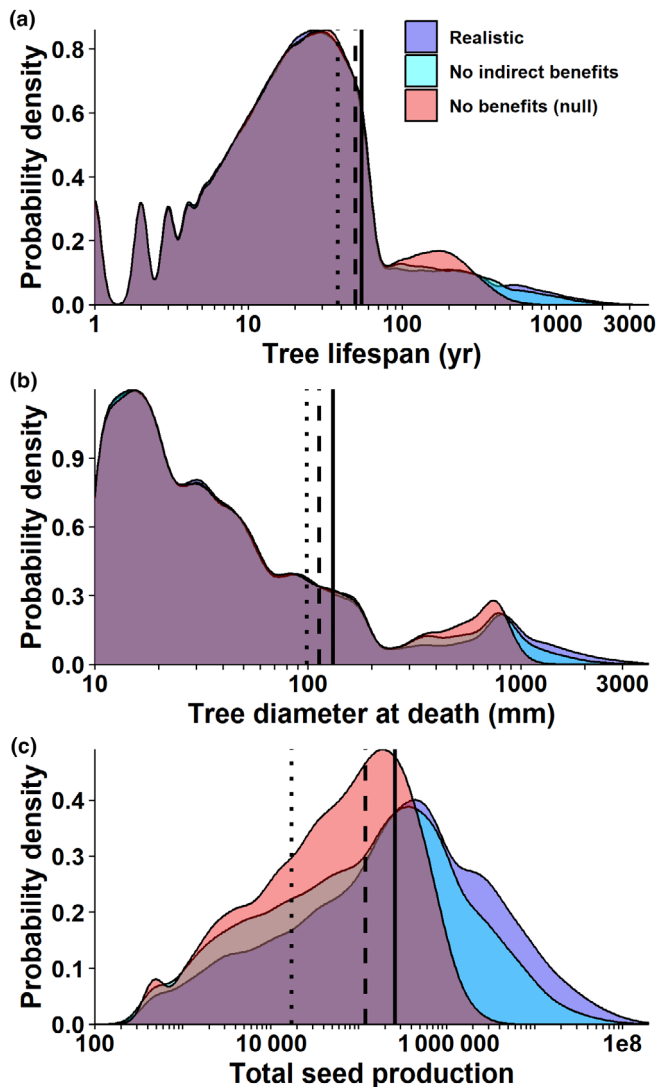 (a)
Probability density
0.8
0.6
0.4
0.2
0.0
1 10 100 1000 3000
Tree lifespan (yr)
Realistic
No indirect benefits
No benefits (null)
(b)
Probability density
0.9
0.6
0.3
0.0
10 100 1000 3000
Tree diameter at death (mm)
(c)
Probability density
0.4
0.3
0.2
0.1
0.0
100 10 000 1000 000 1e8
Total seed production